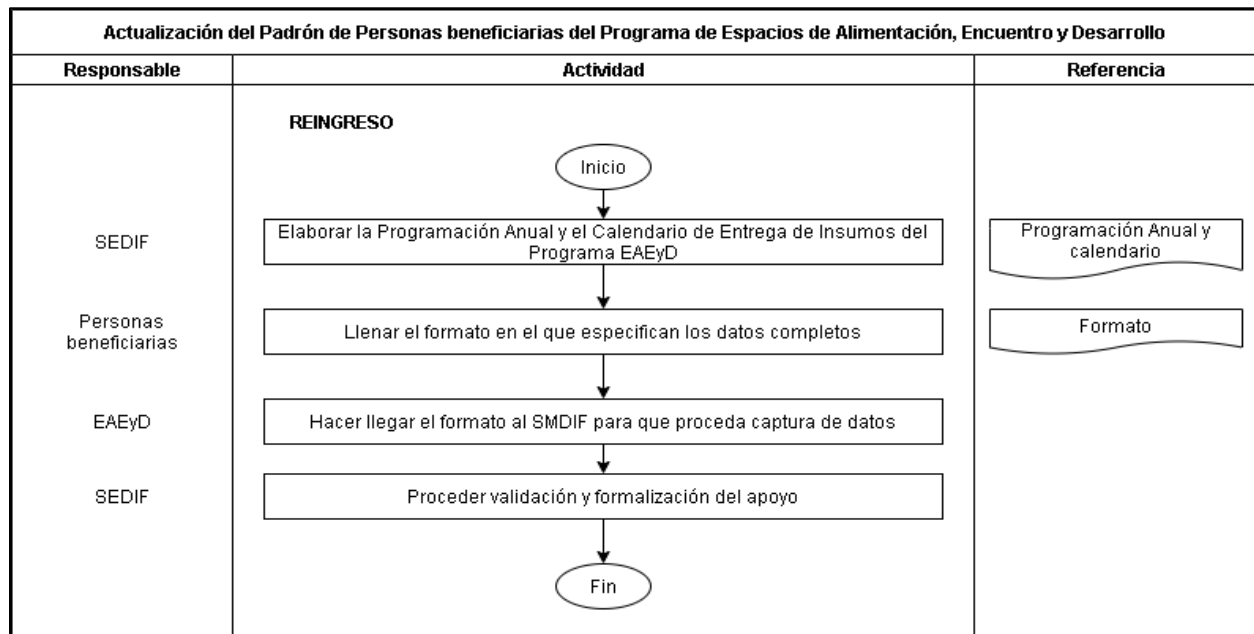 Actualización del Padrón de Personas beneficiarias del Programa de Espacios de Alimentación, Encuentro y Desarrollo
Responsable
Actividad
Referencia
REINGRESO
Inicio
SEDIF
Elaborar la Programación Anual y el Calendario de Entrega de Insumos del
Programa EAEyD
Programación Anual y
calendario
Personas
beneficiarias
Llenar el formato en el que especifican los datos completos
Formato
EAEyD
Hacer llegar el formato al SMDIF para que proceda captura de datos
SEDIF
Proceder validación y formalización del apoyo
Fin